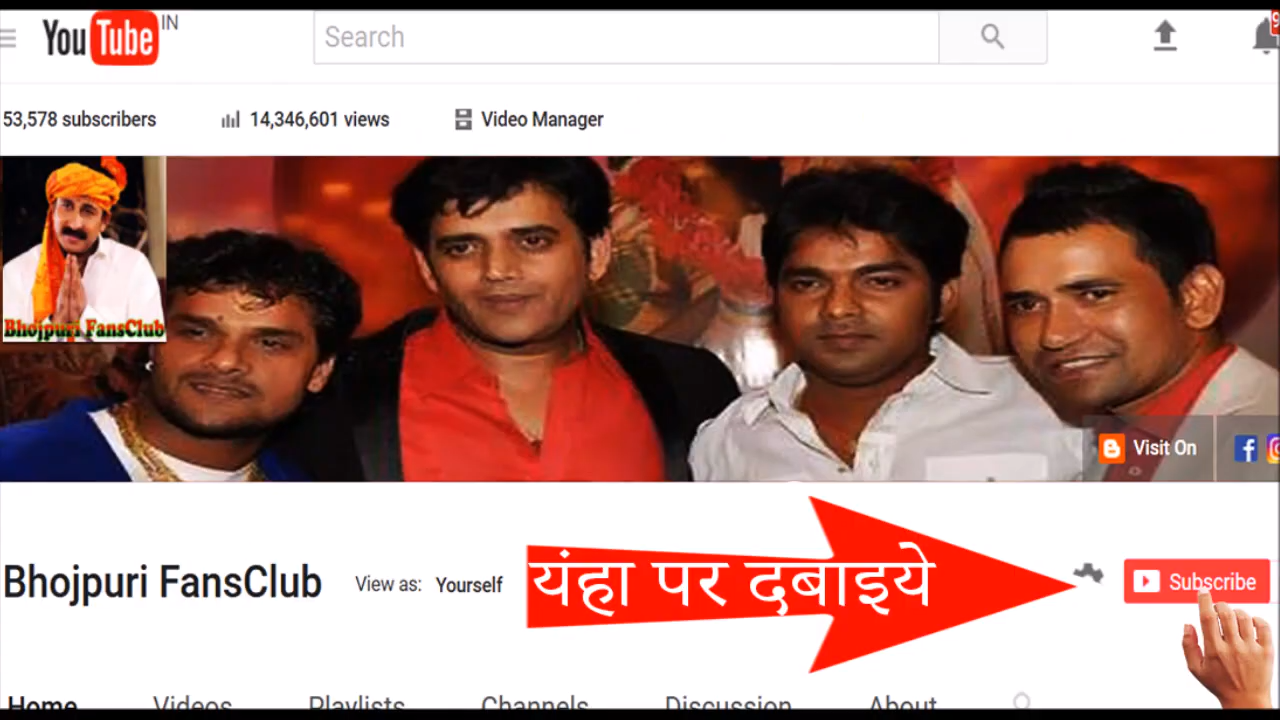 YouTube IN
Search
9
53,578 subscribers
14,346,601 views
Video Manager
Bhojpuri FansClub
Visit On
Bhojpuri FansClub
View as: Yourself
यंहा पर दबाइये
Subscribe
Home
Videos
Playlists
Channels
Discussion
About